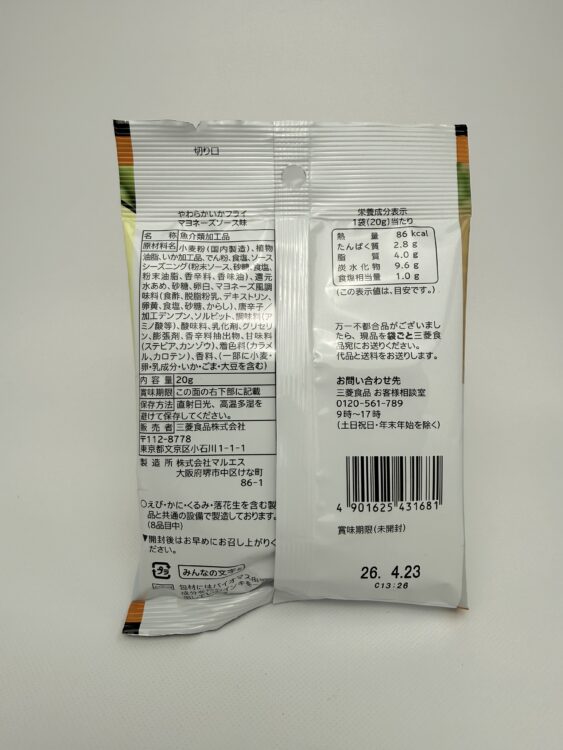 切り口
やわらかいかフライ
マヨネーズソース味
名 称 魚介類加工品
原材料名 小麦粉(国内製造)、植物
油脂、いか加工品、でん粉、食塩、ソース
シーズニング(粉末ソース、砂糖、食塩、
粉末油脂、香辛料、香味油)、還元
水あめ、砂糖、卵白、マヨネーズ風調
味料(食酢、脱脂粉乳、デキストリン、
卵黄、食塩、砂糖、からし)、唐辛子/
加工デンプン、ソルビット、調味料(ア
ミノ酸等)、酸味料、乳化剤、グリセリ
ン、膨張剤、香辛料抽出物、甘味料
(ステビア、カンゾウ)、着色料(カラメ
ル、カロテン)、香料、(一部に小麦・
卵・乳成分・いか・ごま・大豆を含む)
内 容 量 20g
賞味期限 この面の右下部に記載
保存方法 直射日光、高温多湿を
避けて保存してください。
販 売 者 三菱食品株式会社
〒112-8778
東京都文京区小石川1-1-1
製 造 所 株式会社マルエス
大阪府堺市中区けな町
86-1
○えび・かに・くるみ・落花生を含む製
品と共通の設備で製造しております。
(8品目中)
▼開封後はお早めにお召し上がりく
ださい。
プラ
みんなの文字
包材にはバイオマス
栄養成分表示
1袋(20g)当たり
熱 量 86 kcal
たんぱく質 2.8 g
脂 質 4.0 g
炭水化物 9.6 g
食塩相当量 1.0 g
(この表示値は、目安です。)
万一不都合品がございまし
たら、現品を袋ごと三菱食
品宛にお送りください。
代品と送料をお送りします。
お問い合わせ先
三菱食品 お客様相談室
0120-561-789
9時~17時
(土日祝日・年末年始を除く)
4 901625 431681
賞味期限(未開封)
26. 4.23
C13:26